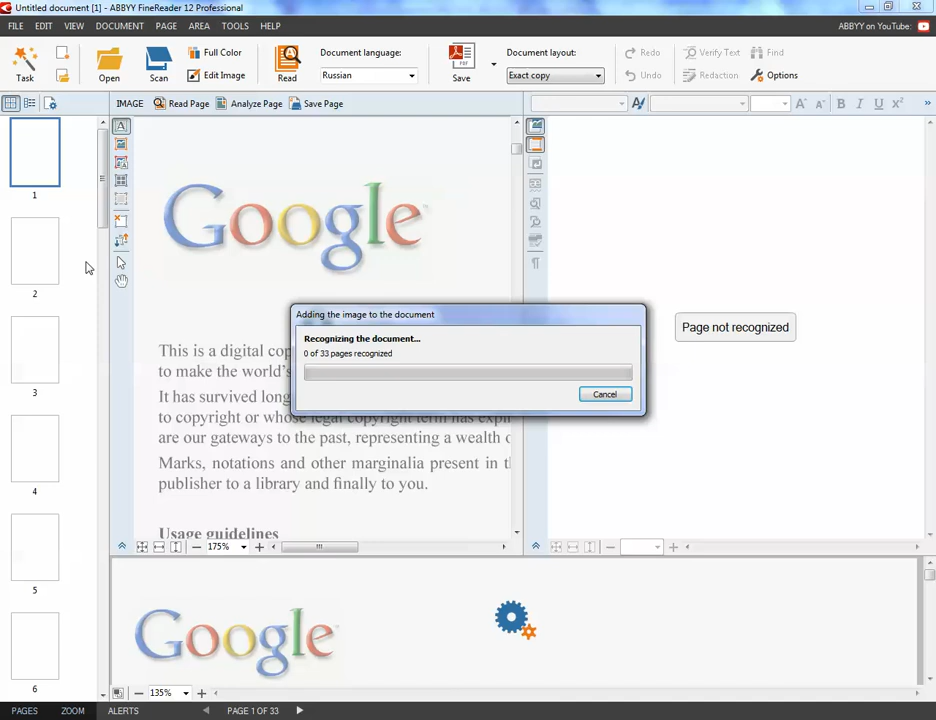 Untitled document [1] - ABBYY FineReader 12 Professional
FILE EDIT VIEW DOCUMENT PAGE AREA TOOLS HELP
ABBYY on YouTube:
Task
Open
Scan
Full Color
Edit Image
Read
Document language:
Russian
Save
Document layout:
Exact copy
Redo
Undo
Verify Text
Redaction
Find
Options
IMAGE Read Page Analyze Page Save Page
B I U X²
1
2
3
4
5
6
Google™
This is a digital cop
to make the world's
It has survived long
to copyright or whose legal copyright term has expi
are our gateways to the past, representing a wealth o
Marks, notations and other marginalia present in t
publisher to a library and finally to you.
Usage guidelines
Adding the image to the document
Recognizing the document...
0 of 33 pages recognized
Cancel
Page not recognized
175%
Google™
135%
PAGES ZOOM ALERTS PAGE 1 OF 33